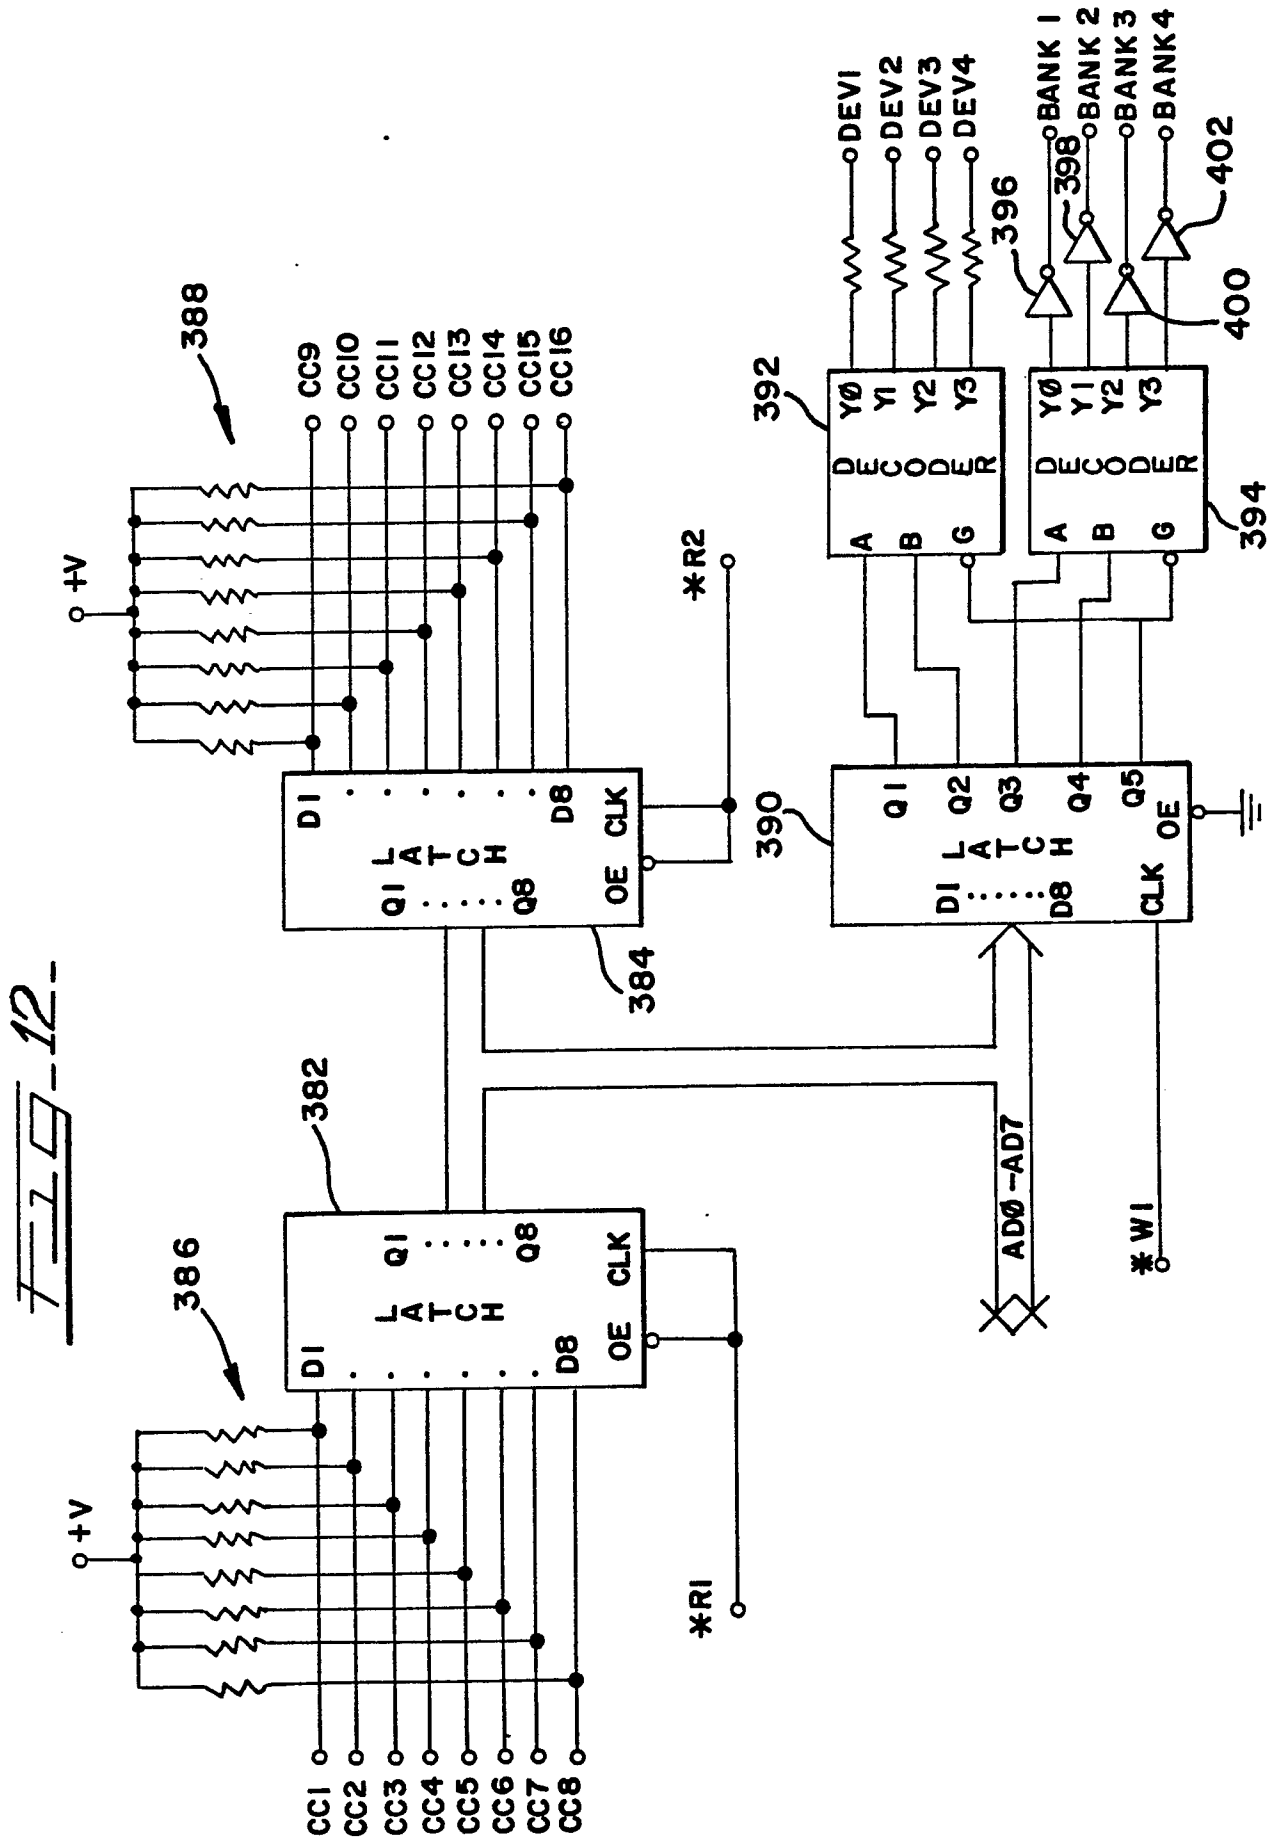 FIG-12-
386
+V
CC1
CC2
CC3
CC4
CC5
CC6
CC7
CC8
D1
D8
LATCH
Q1
Q8
OE
CLK
382
*R1
388
+V
CC9
CC10
CC11
CC12
CC13
CC14
CC15
CC16
D1
D8
LATCH
Q1
Q8
OE
CLK
384
*R2
ADØ-AD7
*W1
390
D1
D8
LATCH
CLK
OE
Q1
Q2
Q3
Q4
Q5
392
A
B
G
DECODER
YØ
Y1
Y2
Y3
DEV1
DEV2
DEV3
DEV4
394
A
B
G
DECODER
YØ
Y1
Y2
Y3
396
398
400
402
BANK 1
BANK 2
BANK 3
BANK 4